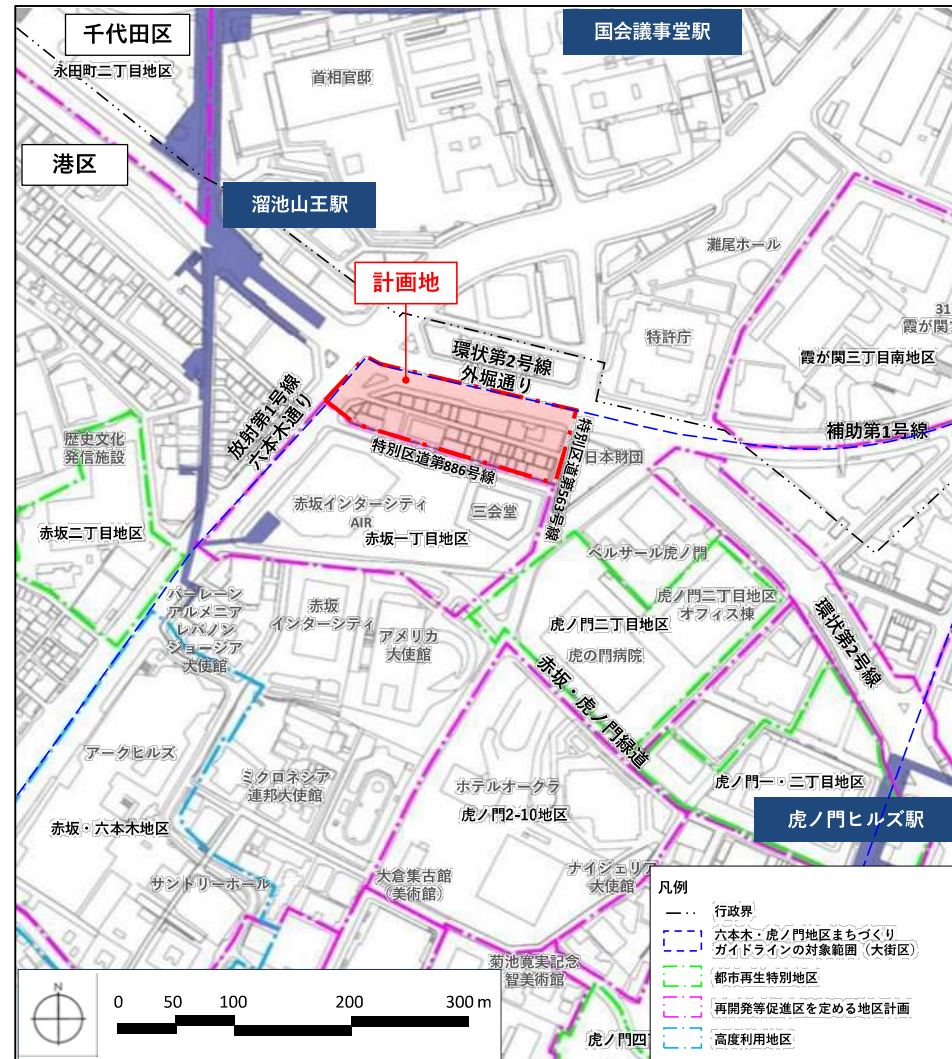 千代田区
国会議事堂駅
永田町二丁目地区
首相官邸
港区
溜池山王駅
灘尾ホール
計画地
31
霞が関
特許庁
環状第2号線
外堀通り
霞が関三丁目南地区
放射第1号線
六本木通り
補助第1号線
歴史文化
発信施設
特別区道第886号線
特別区道第563号線
日本財団
赤坂インターシティ
AIR
三会堂
赤坂二丁目地区
赤坂一丁目地区
ベルサール虎ノ門
バーレーン
アルメニア
レバノン
ジョージア
大使館
赤坂
インターシティ
アメリカ
大使館
虎ノ門二丁目地区
オフィス棟
虎ノ門二丁目地区
虎の門病院
環状第2号線
赤坂・虎ノ門緑道
アークヒルズ
ミクロネシア
連邦大使館
ホテルオークラ
虎ノ門2-10地区
虎ノ門一・二丁目地区
虎ノ門ヒルズ駅
赤坂・六本木地区
サントリーホール
大倉集古館
（美術館）
ナイジェリア
大使館
菊池寛実記念
智美術館
虎ノ門四
凡例
行政界
六本木・虎ノ門地区まちづくり
ガイドラインの対象範囲（大街区）
都市再生特別地区
再開発等促進区を定める地区計画
高度利用地区
N
0 50 100 200 300 m